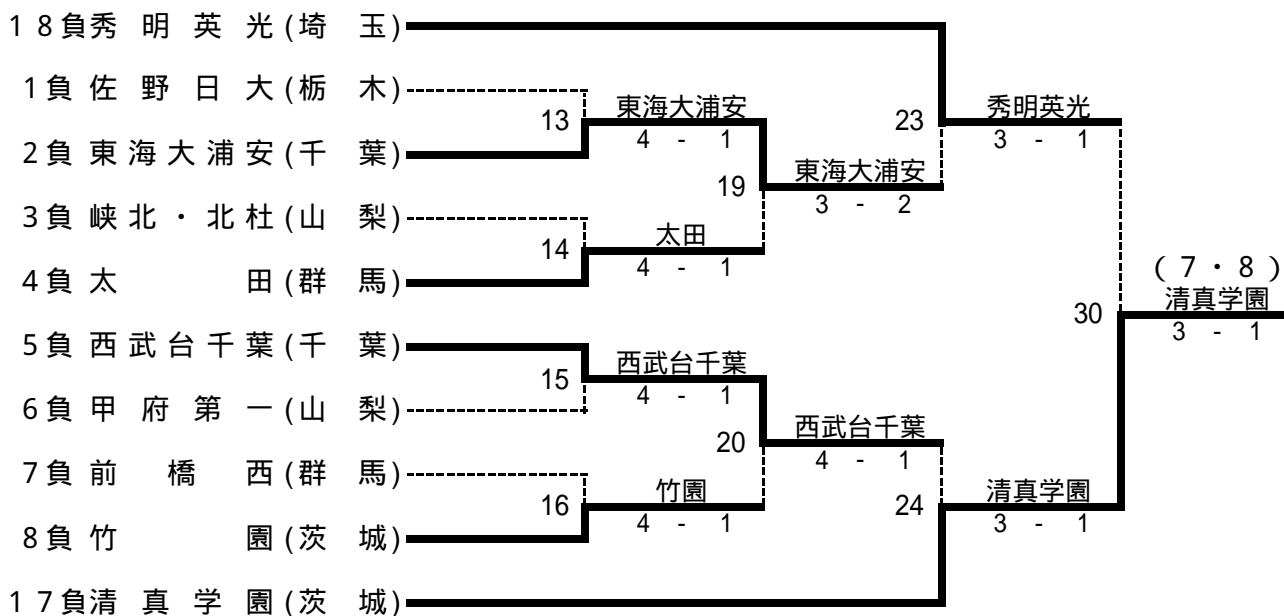 18負秀明英光(埼玉)
1負佐野日大(栃木)
13 東海大浦安 23 秀明英光
4 - 1 3 - 1
2負東海大浦安(千葉)
19 東海大浦安
3 - 2
3負峡北・北杜(山梨)
14 太田
4 - 1
4負太田(群馬)
(7・8)
30 清真学園
3 - 1
5負西武台千葉(千葉)
15 西武台千葉
4 - 1
6負甲府第一(山梨)
20 西武台千葉
4 - 1
7負前橋西(群馬)
16 竹園 24 清真学園
4 - 1 3 - 1
8負竹園(茨城)
17負清真学園(茨城)